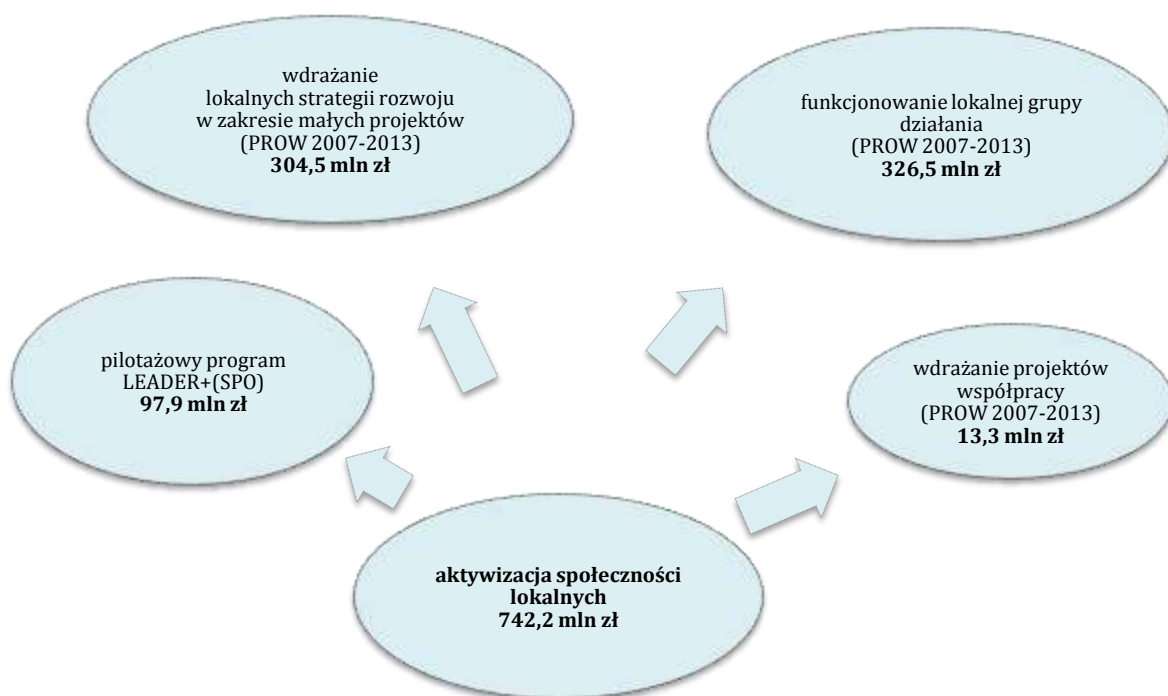 wdrażanie
lokalnych strategii rozwoju
w zakresie małych projektów
(PROW 2007-2013)
304,5 mln zł
funkcjonowanie lokalnej grupy
działania
(PROW 2007-2013)
326,5 mln zł
pilotażowy program
LEADER+(SPO)
97,9 mln zł
wdrażanie projektów
współpracy
(PROW 2007-2013)
13,3 mln zł
aktywizacja społeczności
lokalnych
742,2 mln zł